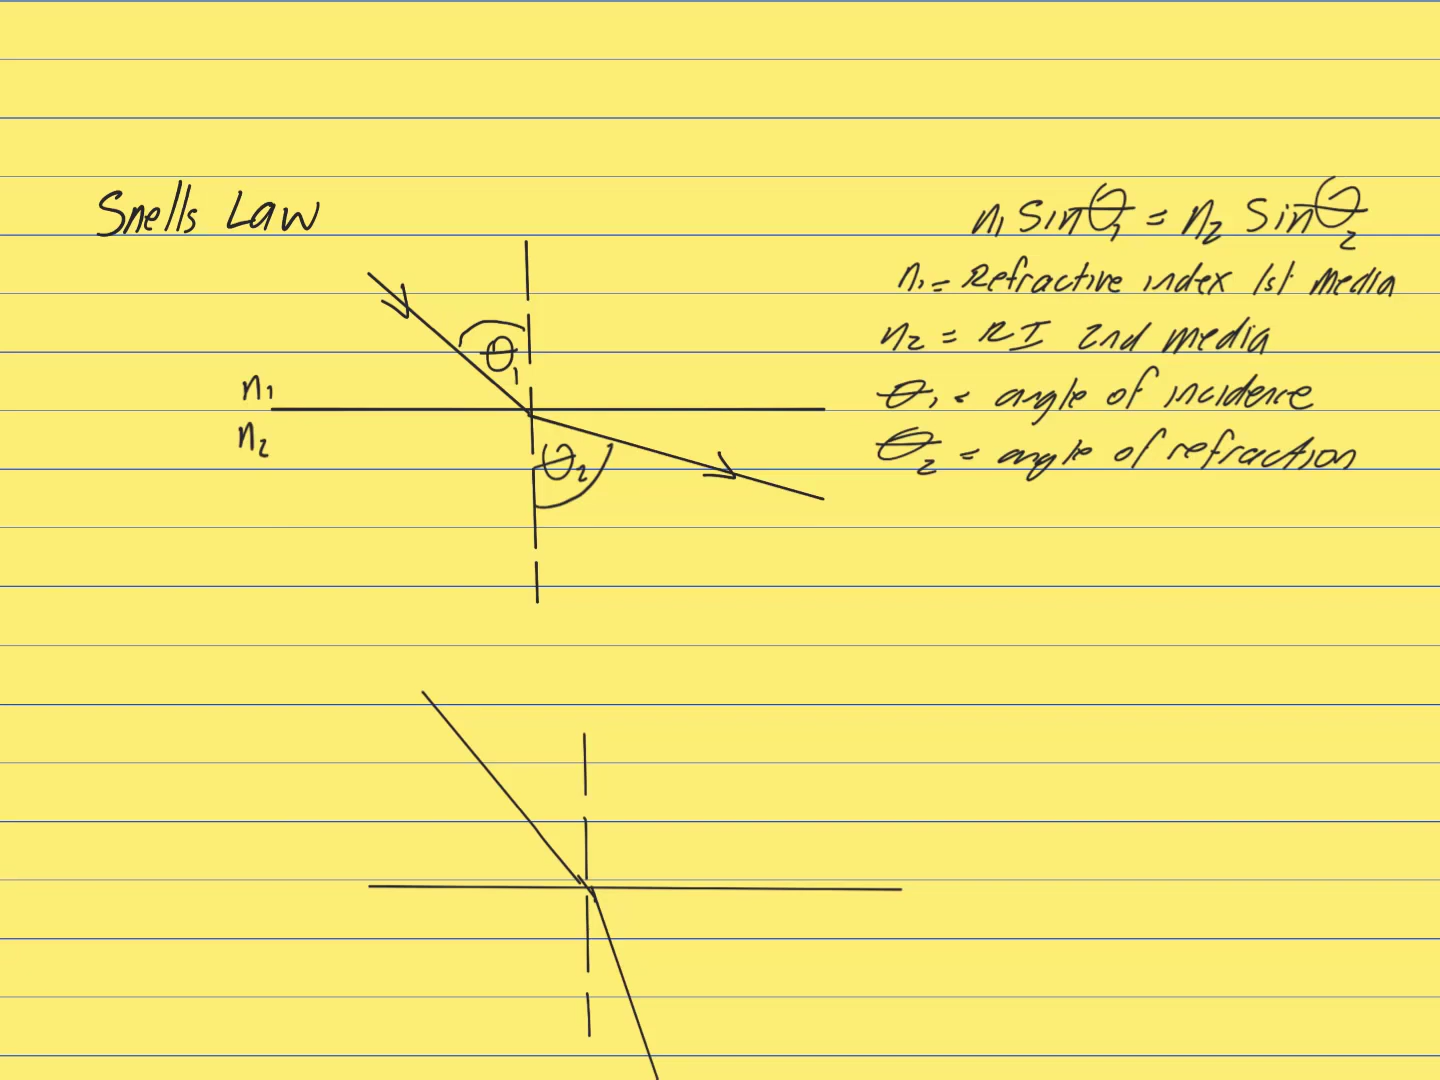 Snells Law
n₁ Sinθ₁ = n₂ Sinθ₂
n₁ = Refractive index 1st media
n₂ = RI 2nd media
θ₁ = angle of incidence
θ₂ = angle of refraction
θ₁
n₁
n₂
θ₂